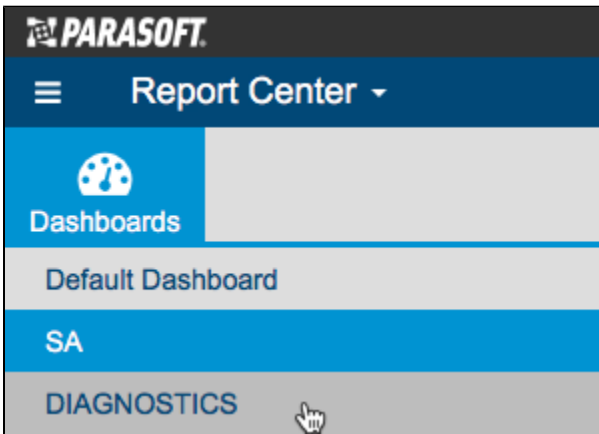 PARASOFT.
Report Center
Dashboards
Default Dashboard
SA
DIAGNOSTICS